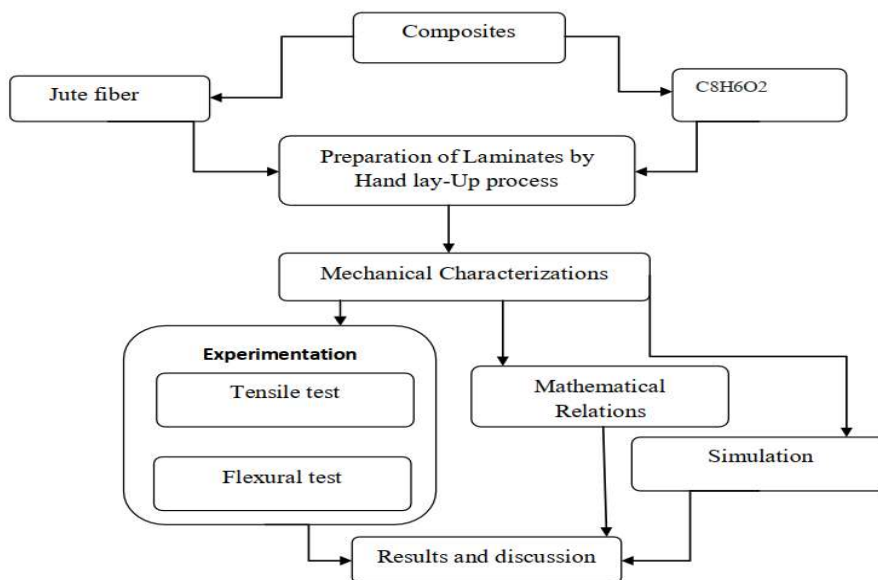 Composites
Jute fiber
C8H6O2
Preparation of Laminates by
Hand lay-Up process
Mechanical Characterizations
Experimentation
Tensile test
Flexural test
Mathematical
Relations
Simulation
Results and discussion